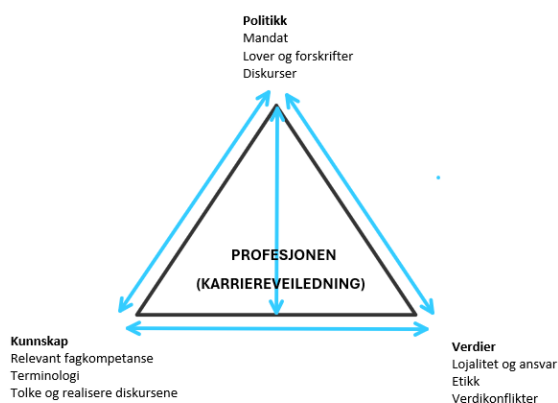 Politikk
Mandat
Lover og forskrifter
Diskurser
PROFESJONEN
(KARRIEREVEILEDNING)
Kunnskap
Relevant fagkompetanse
Terminologi
Tolke og realisere diskursene
Verdier
Lojalitet og ansvar
Etikk
Verdikonflikter